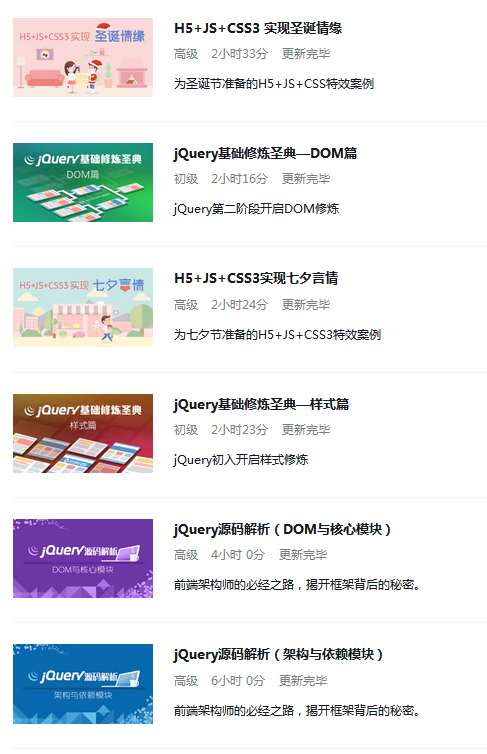 H5+JS+CSS3 实现 圣诞情缘
H5+JS+CSS3 实现圣诞情缘
高级 2小时33分 更新完毕
为圣诞节准备的H5+JS+CSS特效案例
jQuery基础修炼圣典
DOM篇
jQuery基础修炼圣典—DOM篇
初级 2小时16分 更新完毕
jQuery第二阶段开启DOM修炼
H5+JS+CSS3 实现 七夕言情
H5+JS+CSS3实现七夕言情
高级 2小时24分 更新完毕
为七夕节准备的H5+JS+CSS3特效案例
jQuery基础修炼圣典
样式篇
jQuery基础修炼圣典—样式篇
初级 2小时23分 更新完毕
jQuery初入开启样式修炼
jQuery源码解析
DOM与核心模块
jQuery源码解析（DOM与核心模块）
高级 4小时 0分 更新完毕
前端架构师的必经之路，揭开框架背后的秘密。
jQuery源码解析
架构与依赖模块
jQuery源码解析（架构与依赖模块）
高级 6小时 0分 更新完毕
前端架构师的必经之路，揭开框架背后的秘密。